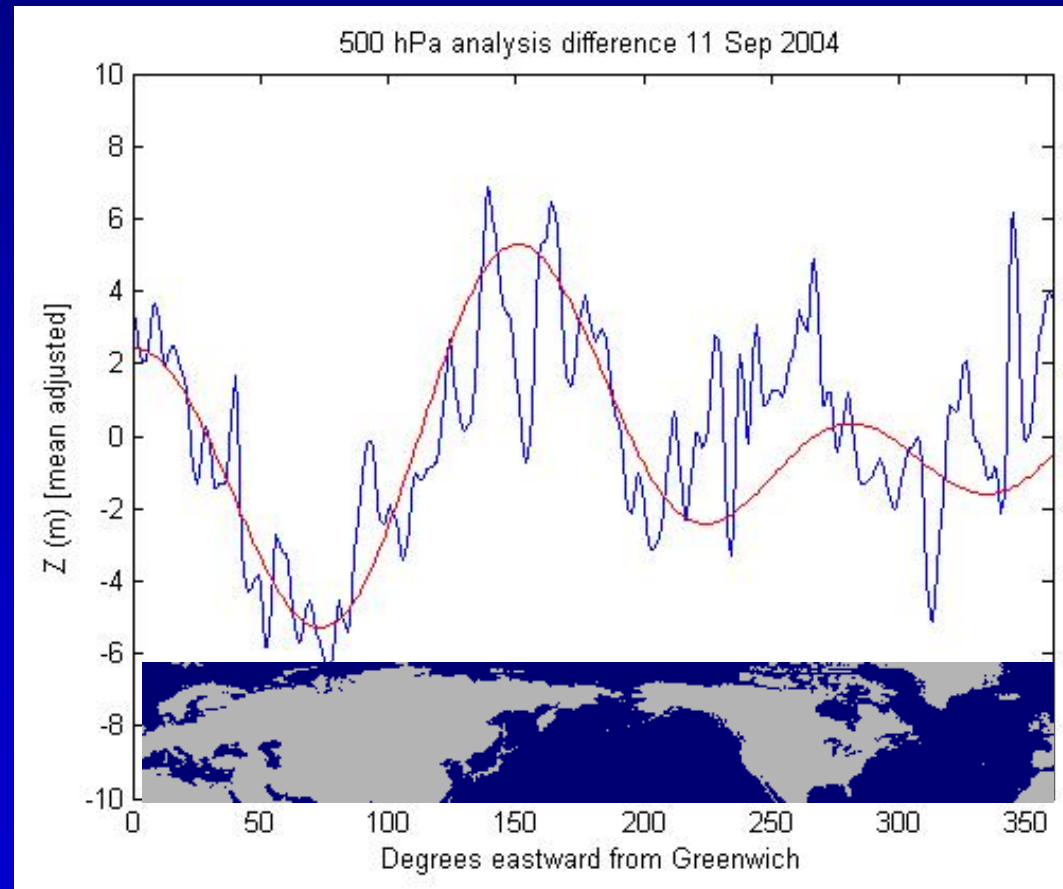 500 hPa analysis difference 11 Sep 2004
10
8
6
4
2
0
-2
-4
-6
-8
-10
Z (m) [mean adjusted]
0 50 100 150 200 250 300 350
Degrees eastward from Greenwich